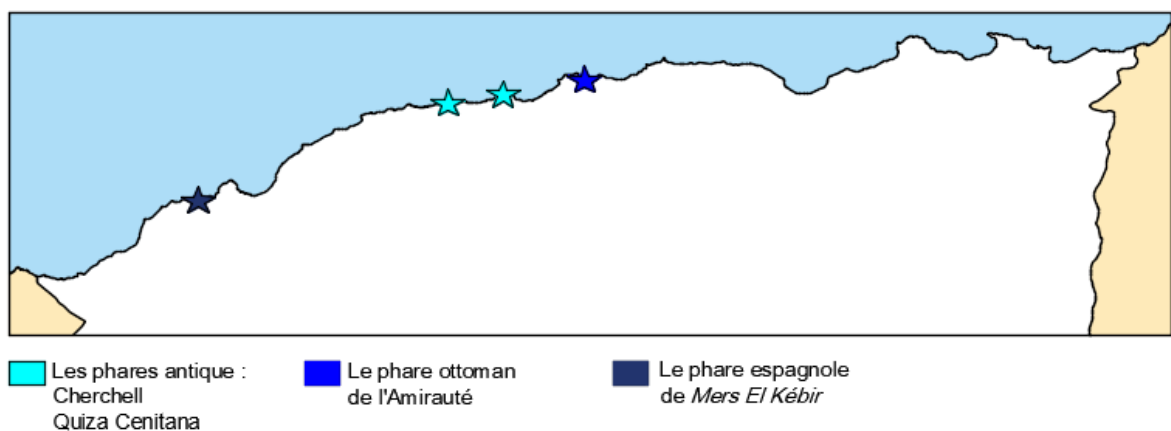 Les phares antique :
Cherchell
Quiza Cenitana
Le phare ottoman
de l'Amirauté
Le phare espagnole
de Mers El Kébir